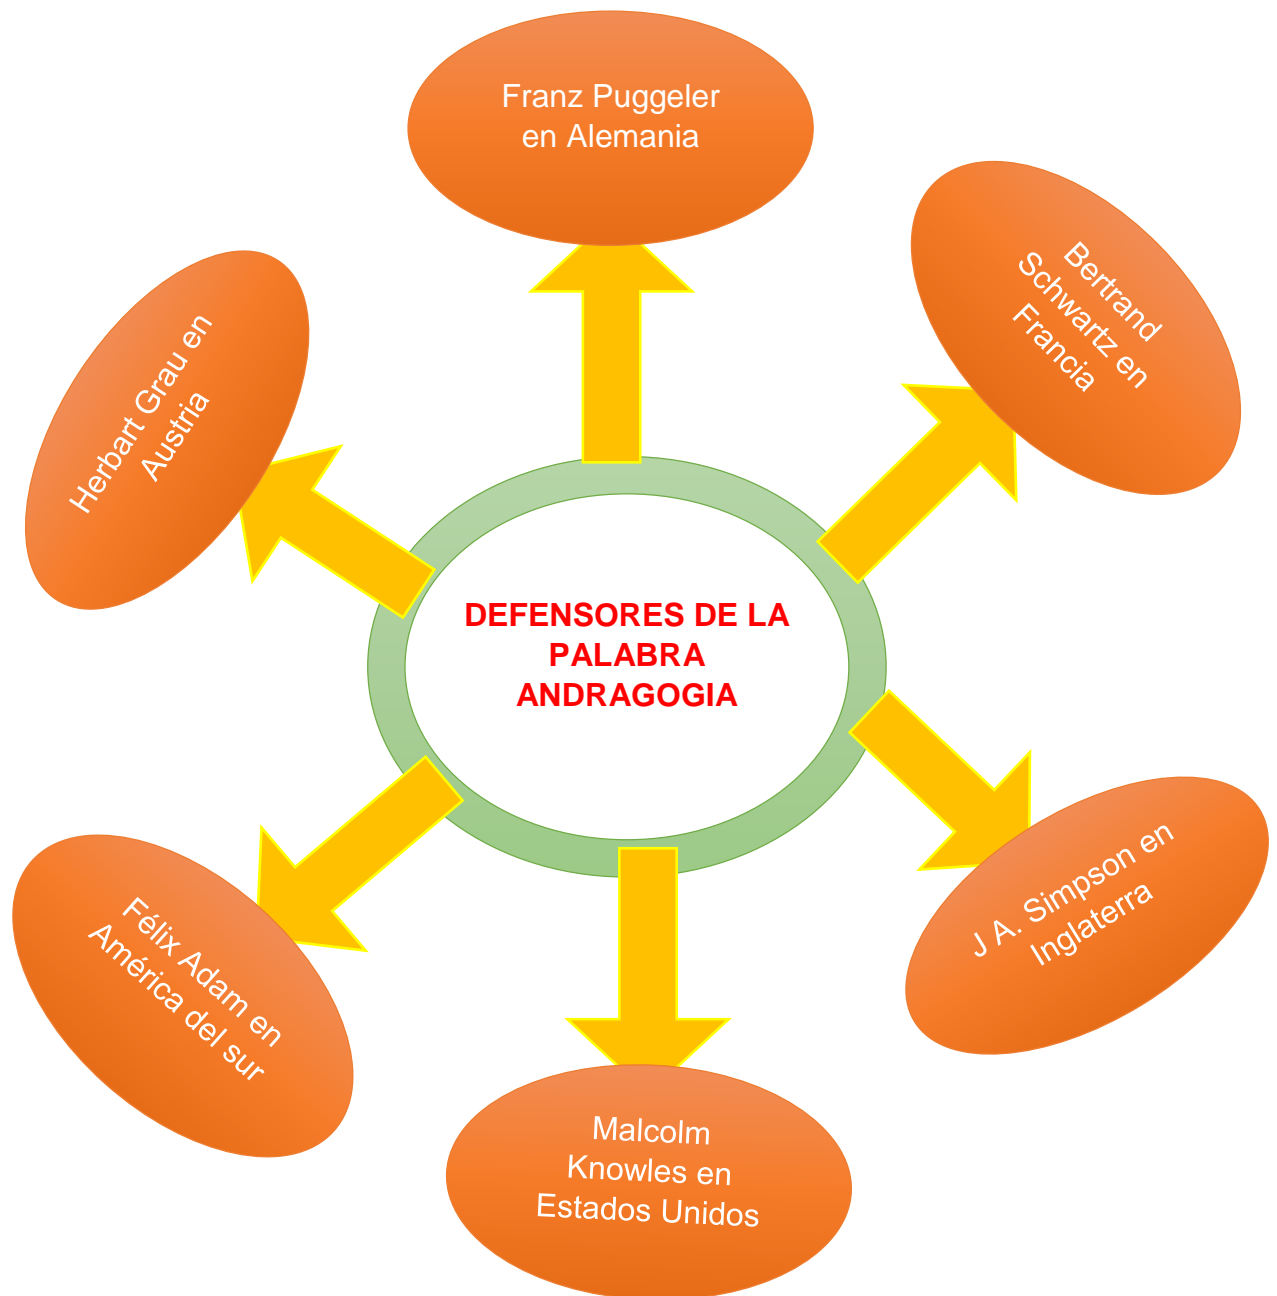 Franz Puggeler
en Alemania
Bertrand
Schwartz en
Francia
Herbart Grau en
Austria
DEFENSORES DE LA
PALABRA
ANDRAGOGIA
J A. Simpson en
Inglaterra
Félix Adam en
América del sur
Malcolm
Knowles en
Estados Unidos